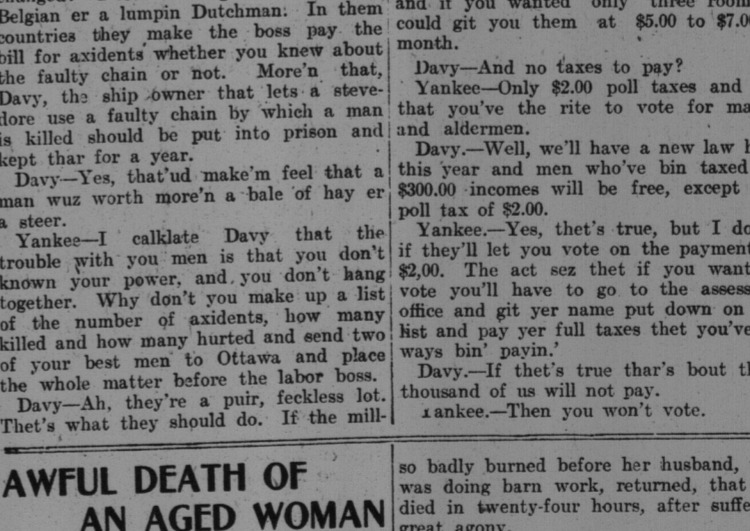 Belgian er a lumpin Dutchman. In them
countries they make the boss pay the
bill for axidents whether you knew about
the faulty chain or not. More'n that,
Davy, the ship owner that lets a steve-
dore use a faulty chain by which a man
is killed should be put into prison and
kept thar for a year.
Davy—Yes, that'ud make'm feel that a
man wuz worth more'n a bale of hay er
a steer.
Yankee—I calklate Davy that the
trouble with you men is that you don't
known your power, and you don't hang
together. Why don't you make up a list
of the number of axidents, how many
killed and how many hurted and send two
of your best men to Ottawa and place
the whole matter before the labor boss.
Davy—Ah, they're a puir, feckless lot.
Thet's what they should do. If the mill-
and if you wanted only three
could git you them at $5.00 to
month.
Davy—And no taxes to pay?
Yankee—Only $2.00 poll taxes and
that you've the rite to vote for
and aldermen.
Davy.—Well, we'll have a new law
this year and men who've bin taxed
$300.00 incomes will be free, except
poll tax of $2.00.
Yankee.—Yes, thet's true, but I
if they'll let you vote on the
$2,00. The act sez thet if you want
vote you'll have to go to the
office and git yer name put down on
list and pay yer full taxes thet you've
ways bin' payin.'
Davy.—If thet's true thar's bout
thousand of us will not pay.
Yankee.—Then you won't vote.
AWFUL DEATH OF
AN AGED WOMAN
so badly burned before her husband,
was doing barn work, returned, that
died in twenty-four hours, after
great agony.